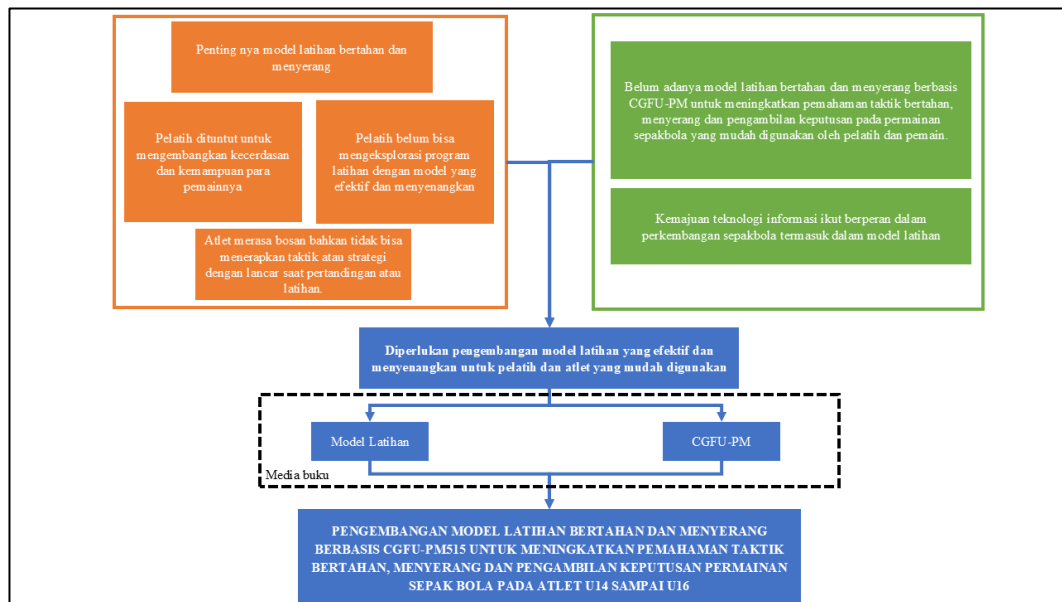 Penting nya model latihan bertahan dan
menyerang
Pelatih dituntut untuk
mengembangkan kecerdasan
dan kemampuan para
pemainnya
Pelatih belum bisa
mengeksplorasi program
latihan dengan model yang
efektif dan menyenangkan
Atlet merasa bosan bahkan tidak bisa
menerapkan taktik atau strategi
dengan lancar saat pertandingan atau
latihan.
Belum adanya model latihan bertahan dan menyerang berbasis
CGFU-PM untuk meningkatkan pemahaman taktik bertahan,
menyerang dan pengambilan keputusan pada permainan
sepakbola yang mudah digunakan oleh pelatih dan pemain.
Kemajuan teknologi informasi ikut berperan dalam
perkembangan sepakbola termasuk dalam model latihan
Diperlukan pengembangan model latihan yang efektif dan
menyenangkan untuk pelatih dan atlet yang mudah digunakan
Model Latihan
CGFU-PM
Media buku
PENGEMBANGAN MODEL LATIHAN BERTAHAN DAN MENYERANG
BERBASIS CGFU-PM515 UNTUK MENINGKATKAN PEMAHAMAN TAKTIK
BERTAHAN, MENYERANG DAN PENGAMBILAN KEPUTUSAN PERMAINAN
SEPAK BOLA PADA ATLET U14 SAMPAI U16